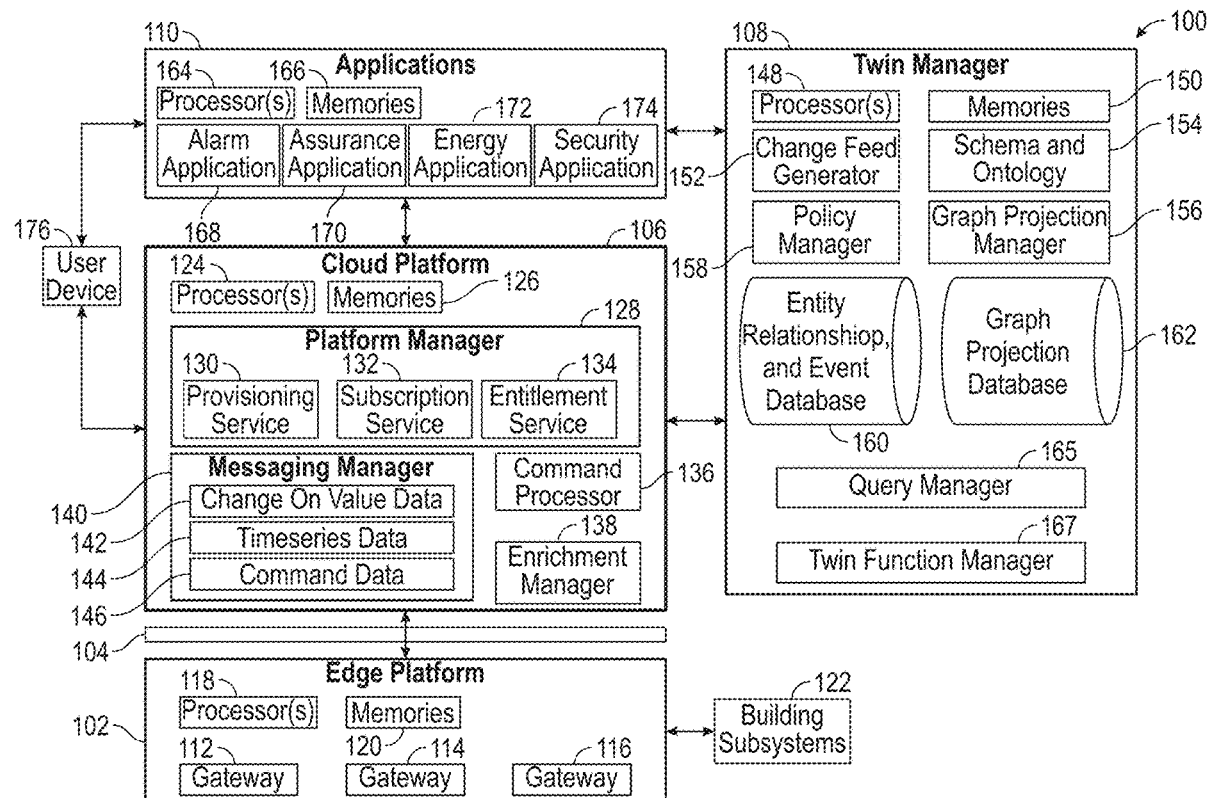 100
110
Applications
164
Processor(s)
166
Memories
172
174
Alarm
Application
Assurance
Application
Energy
Application
Security
Application
168
170
176
User
Device
106
Cloud Platform
124
Processor(s)
Memories
126
128
Platform Manager
130
Provisioning
Service
132
Subscription
Service
134
Entitlement
Service
Messaging Manager
140
Change On Value Data
142
Timeseries Data
144
Command Data
146
Command
Processor
136
138
Enrichment
Manager
104
Edge Platform
102
118
Processor(s)
Memories
120
112
Gateway
114
Gateway
116
Gateway
122
Building
Subsystems
108
Twin Manager
148
Processor(s)
Memories
150
Change Feed
Generator
152
Schema and
Ontology
154
Policy
Manager
158
Graph Projection
Manager
156
Entity
Relationshiop,
and Event
Database
160
Graph
Projection
Database
162
165
Query Manager
167
Twin Function Manager